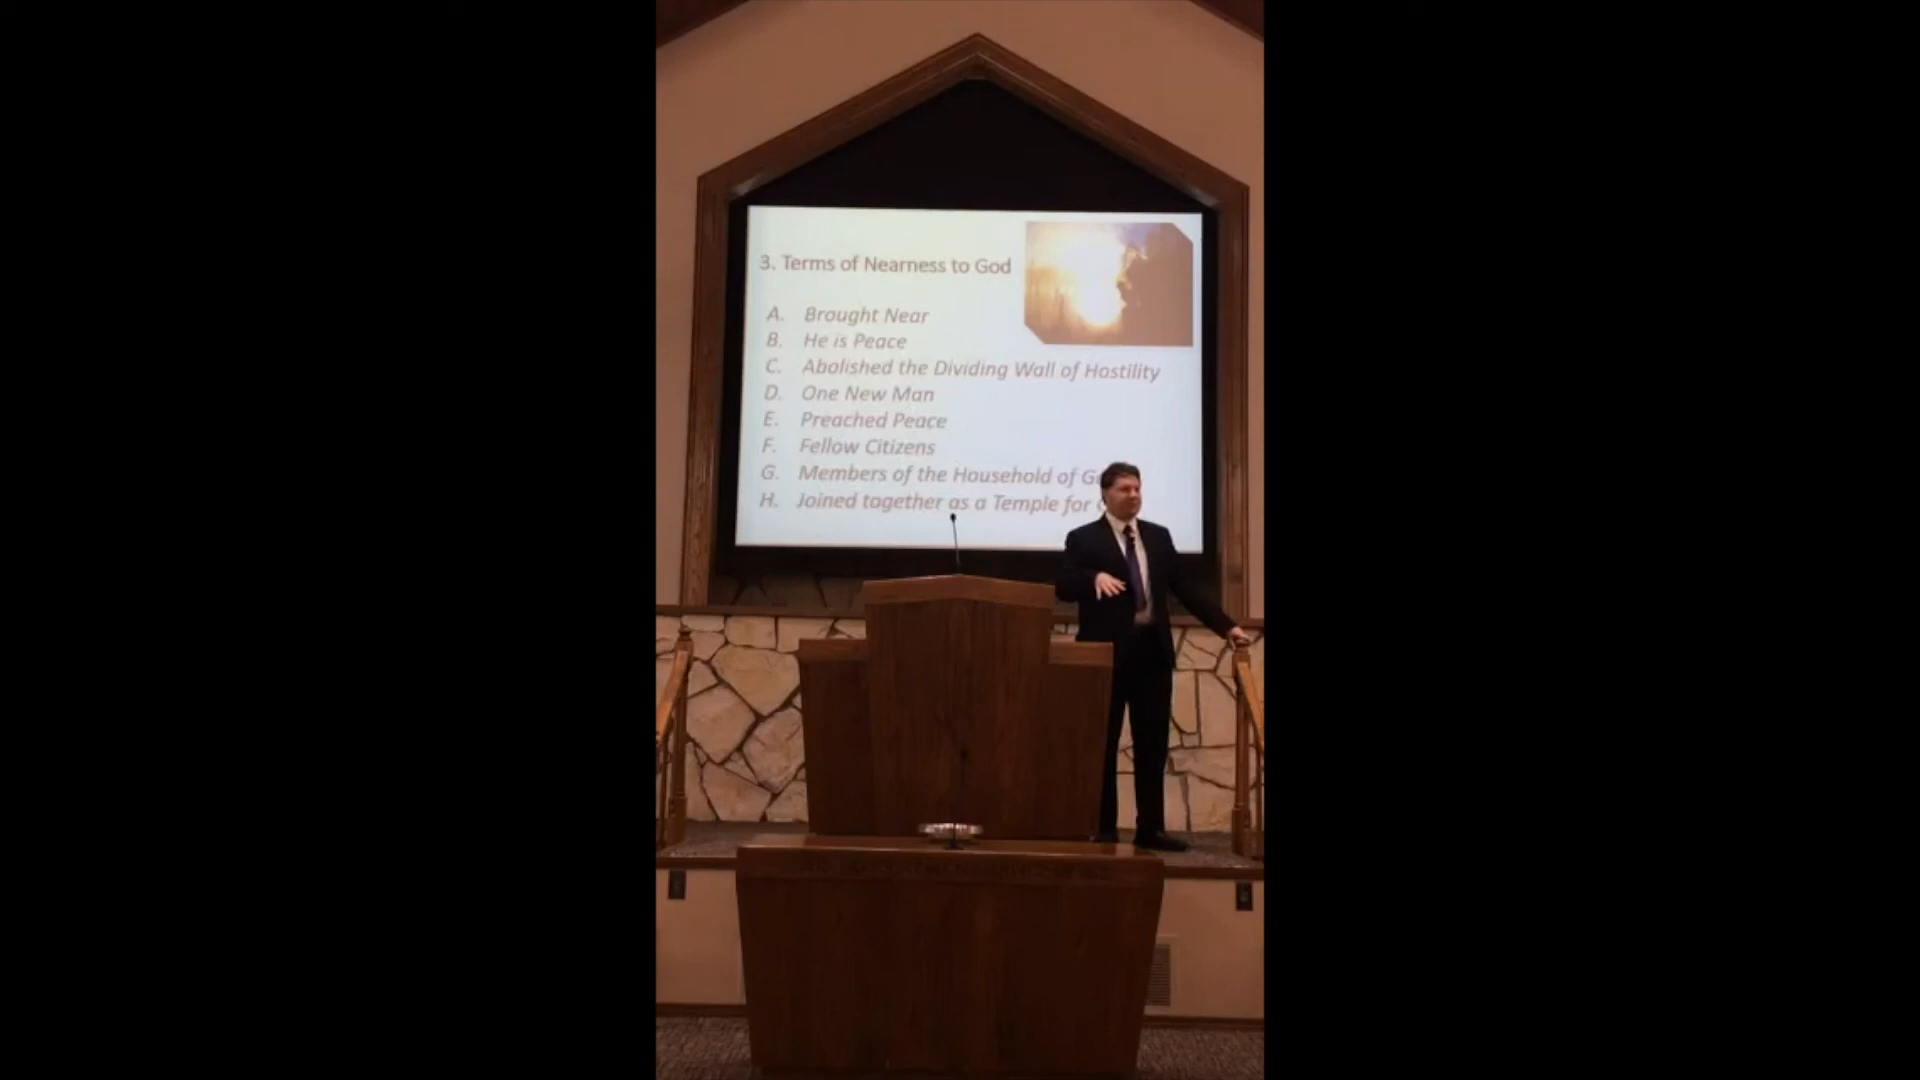 3. Terms of Nearness to God
A. Brought Near
B. He is Peace
C. Abolished the Dividing Wall of Hostility
D. One New Man
E. Preached Peace
F. Fellow Citizens
G. Members of the Household of
H. Joined together as a Temple for